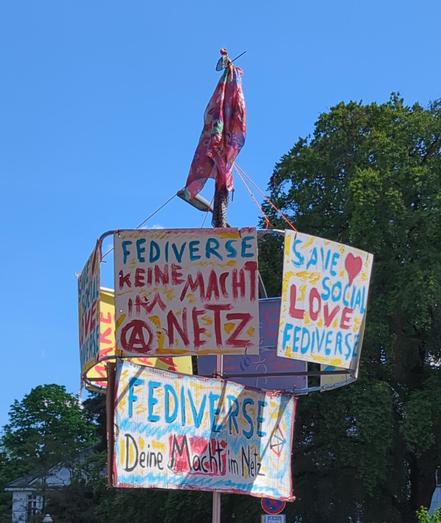 FEDIVERSE
KEINE MACHT
IM
Ⓐ NETZ
SAVE
SOCIAL
LOVE
FEDIVERSE
FEDIVERSE
Deine Macht im Netz